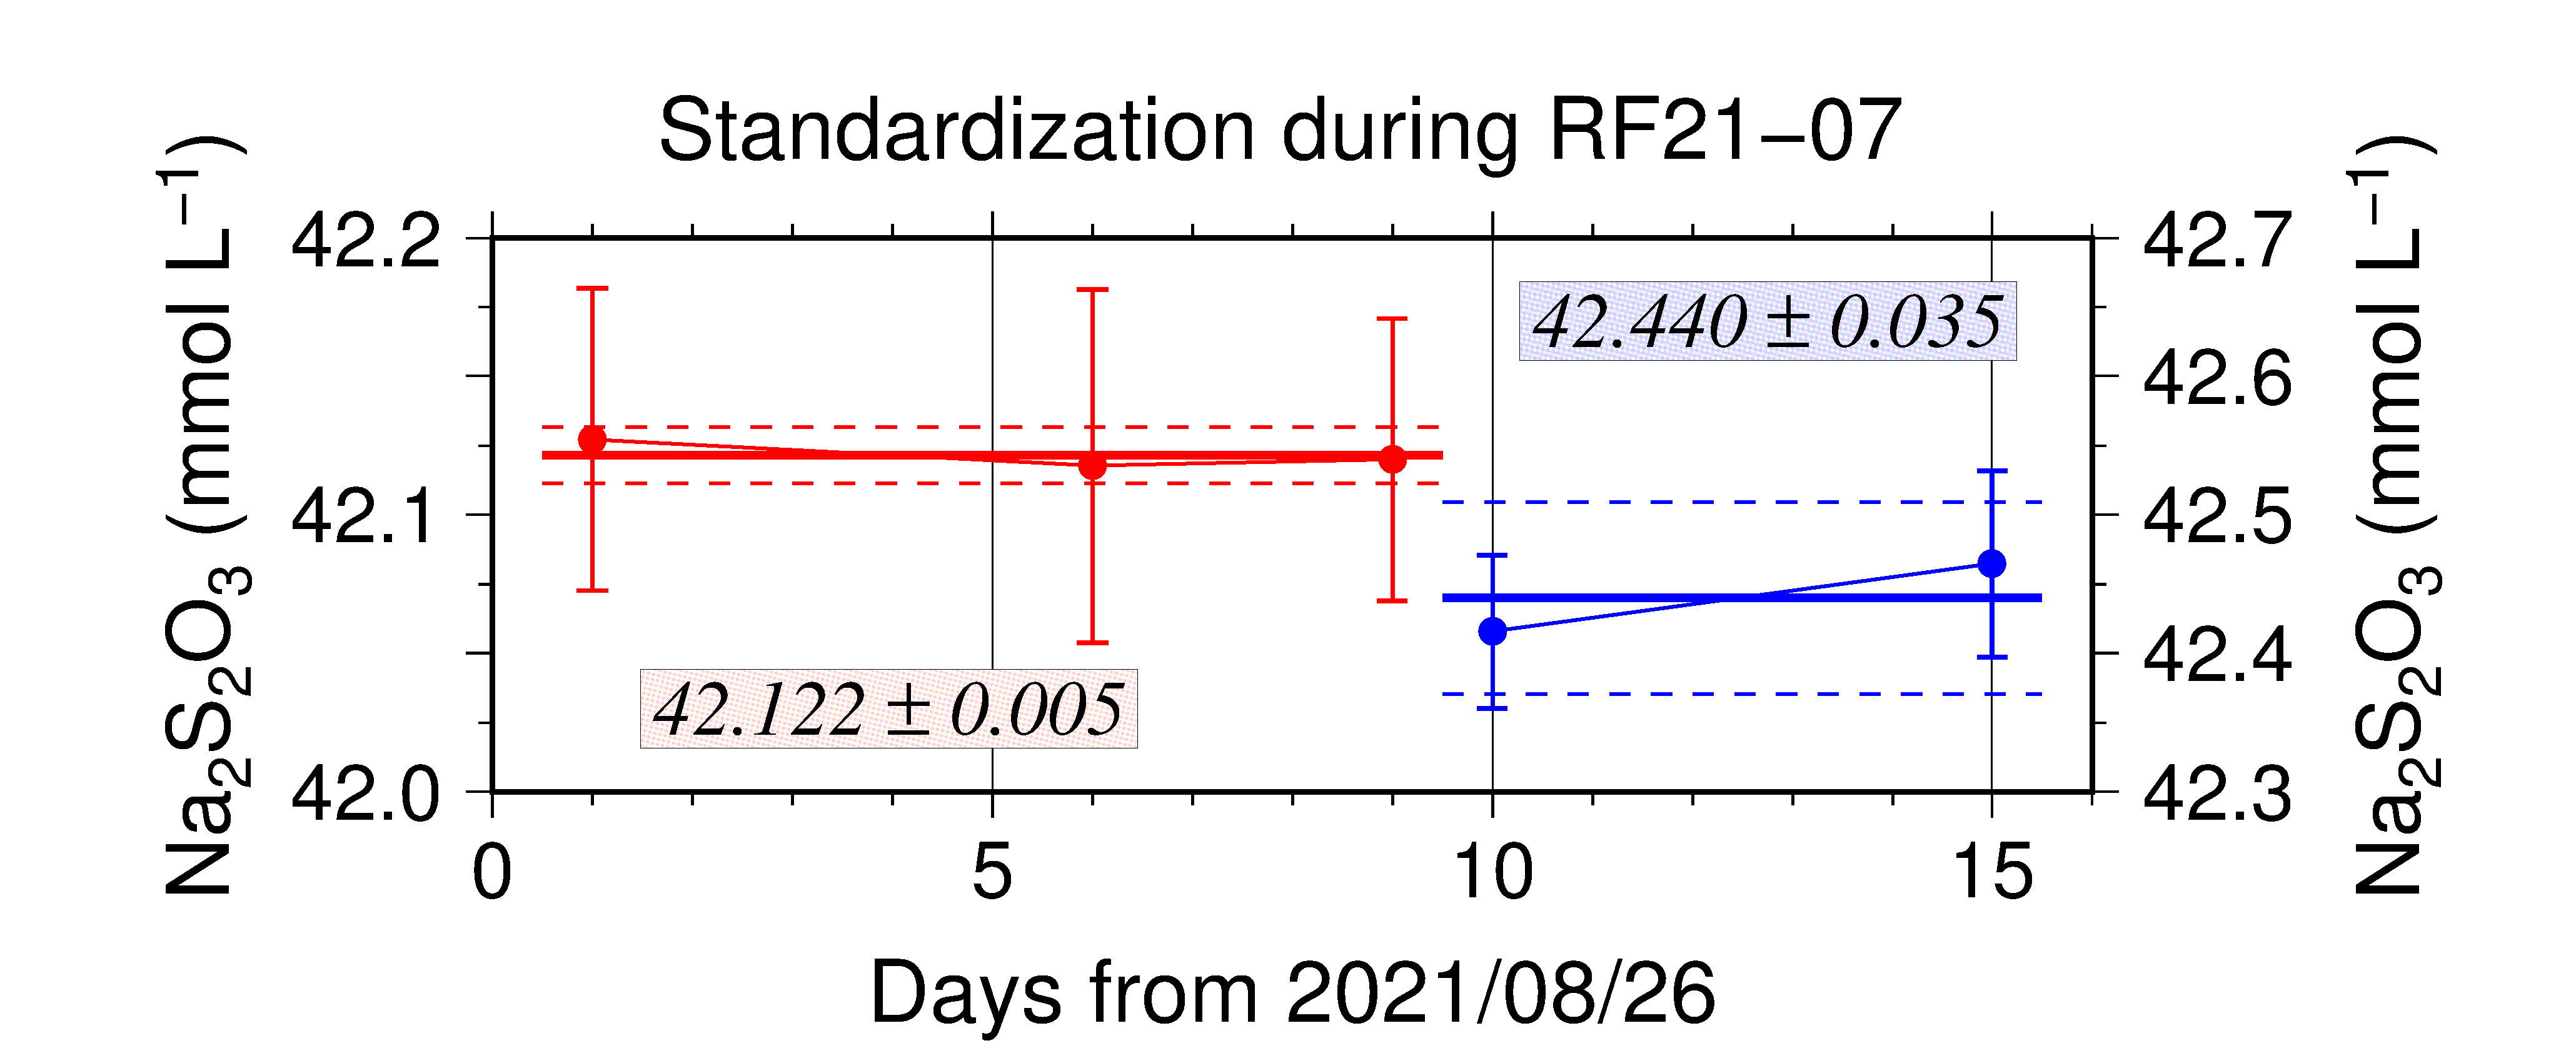 Standardization during RF21−07
Na₂S₂O₃ (mmol L⁻¹)
42.2
42.1
42.0
42.440 ± 0.035
42.122 ± 0.005
42.7
42.6
42.5
42.4
42.3
Na₂S₂O₃ (mmol L⁻¹)
0 5 10 15
Days from 2021/08/26